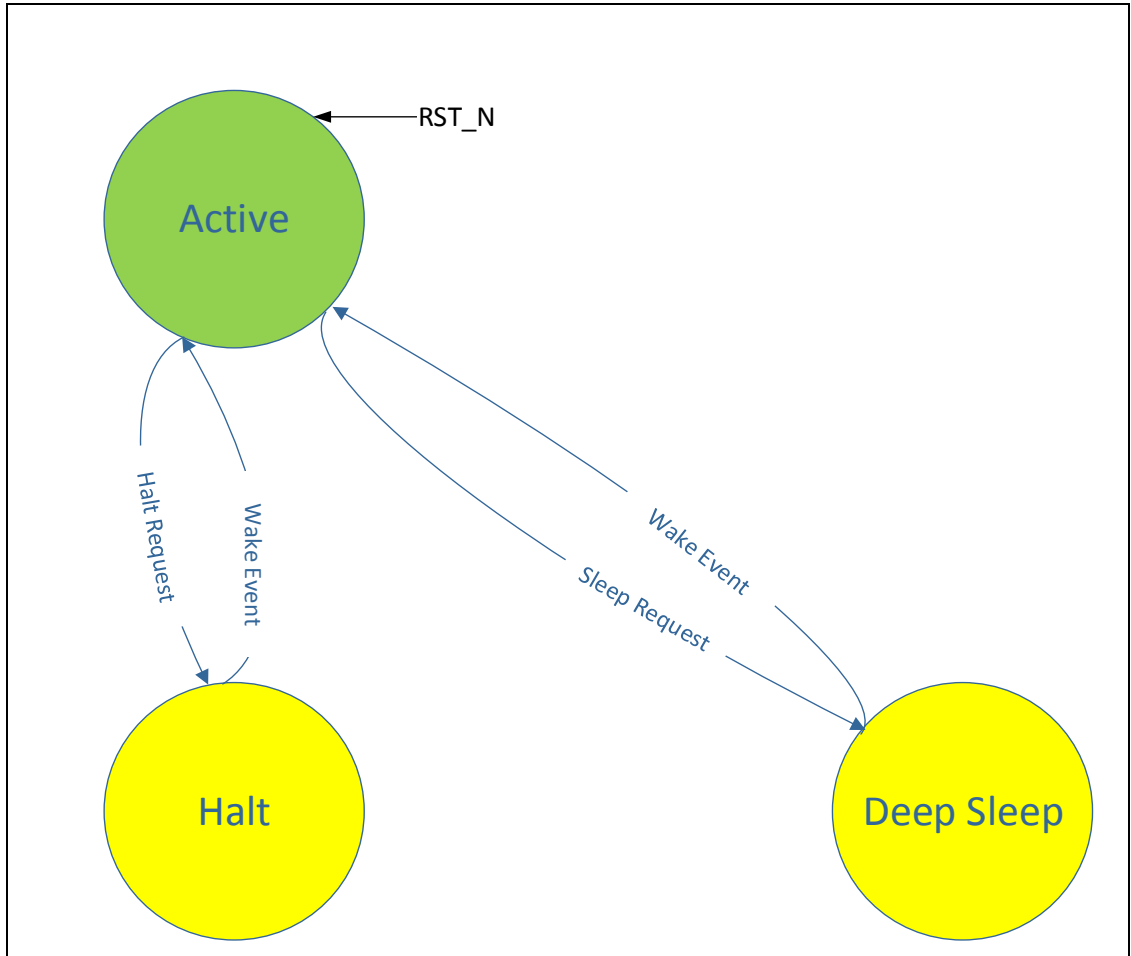 RST_N
Active
Halt Request
Wake Event
Wake Event
Sleep Request
Halt
Deep Sleep